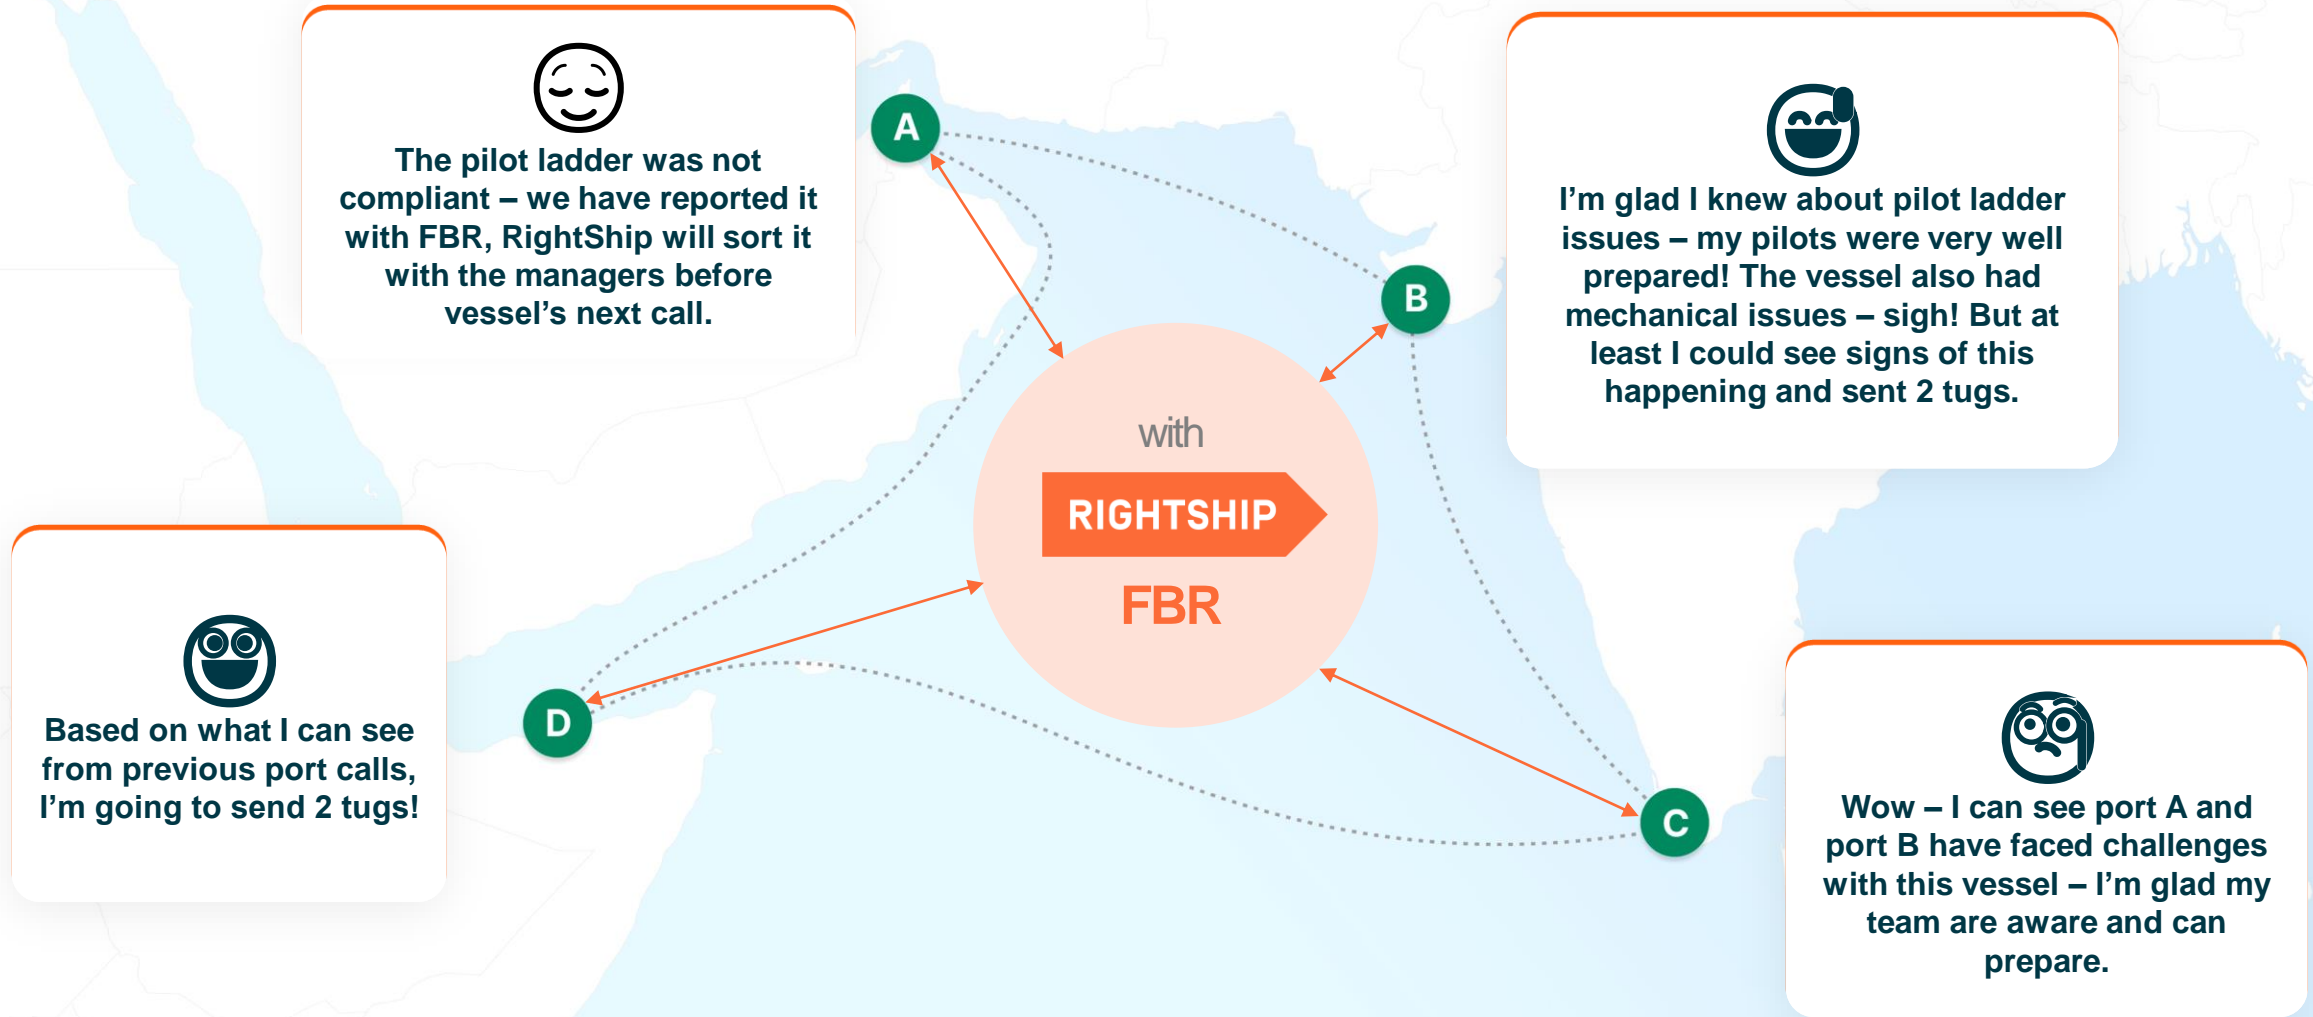 The pilot ladder was not
compliant – we have reported it
with FBR, RightShip will sort it
with the managers before
vessel’s next call.
A
I’m glad I knew about pilot ladder
issues – my pilots were very well
prepared! The vessel also had
mechanical issues – sigh! But at
least I could see signs of this
happening and sent 2 tugs.
B
with
RIGHTSHIP
FBR
Based on what I can see
from previous port calls,
I’m going to send 2 tugs!
D
Wow – I can see port A and
port B have faced challenges
with this vessel – I’m glad my
team are aware and can
prepare.
C